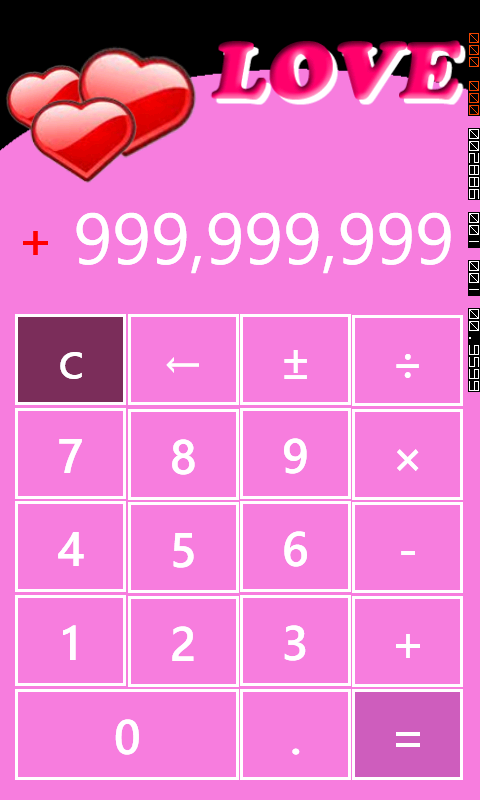 LOVE
+ 999,999,999
C ← ± ÷
7 8 9 ×
4 5 6 -
1 2 3 +
0 . =